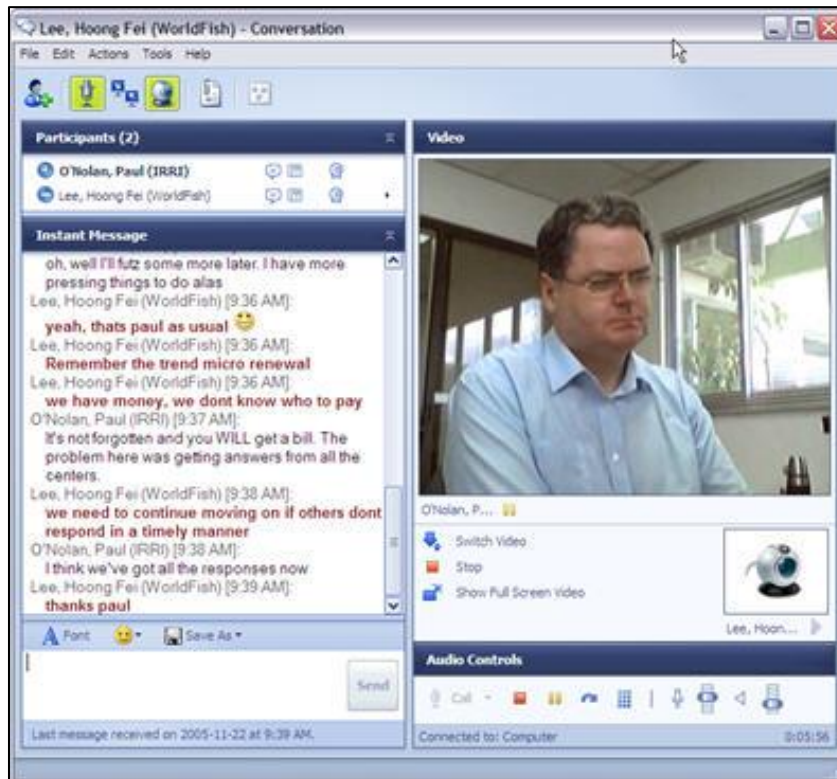 Lee, Hoong Fei (WorldFish) - Conversation
File Edit Actions Tools Help
Participants (2)
O'Nolan, Paul (IRRI)
Lee, Hoong Fei (WorldFish)
Instant Message
oh, well I'll futz some more later. I have more
pressing things to do alas
Lee, Hoong Fei (WorldFish) [9:36 AM]:
yeah, thats paul as usual
Lee, Hoong Fei (WorldFish) [9:36 AM]:
Remember the trend micro renewal
Lee, Hoong Fei (WorldFish) [9:36 AM]:
we have money, we dont know who to pay
O'Nolan, Paul (IRRI) [9:37 AM]:
It's not forgotten and you WILL get a bill. The
problem here was getting answers from all the
centers.
Lee, Hoong Fei (WorldFish) [9:38 AM]:
we need to continue moving on if others dont
respond in a timely manner
O'Nolan, Paul (IRRI) [9:38 AM]:
I think we've got all the responses now
Lee, Hoong Fei (WorldFish) [9:39 AM]:
thanks paul
Font Save As
Send
Last message received on 2005-11-22 at 9:39 AM.
Video
O'Nolan, P...
Switch Video
Stop
Show Full Screen Video
Lee, Hoon...
Audio Controls
Call
Connected to: Computer 0:05:56